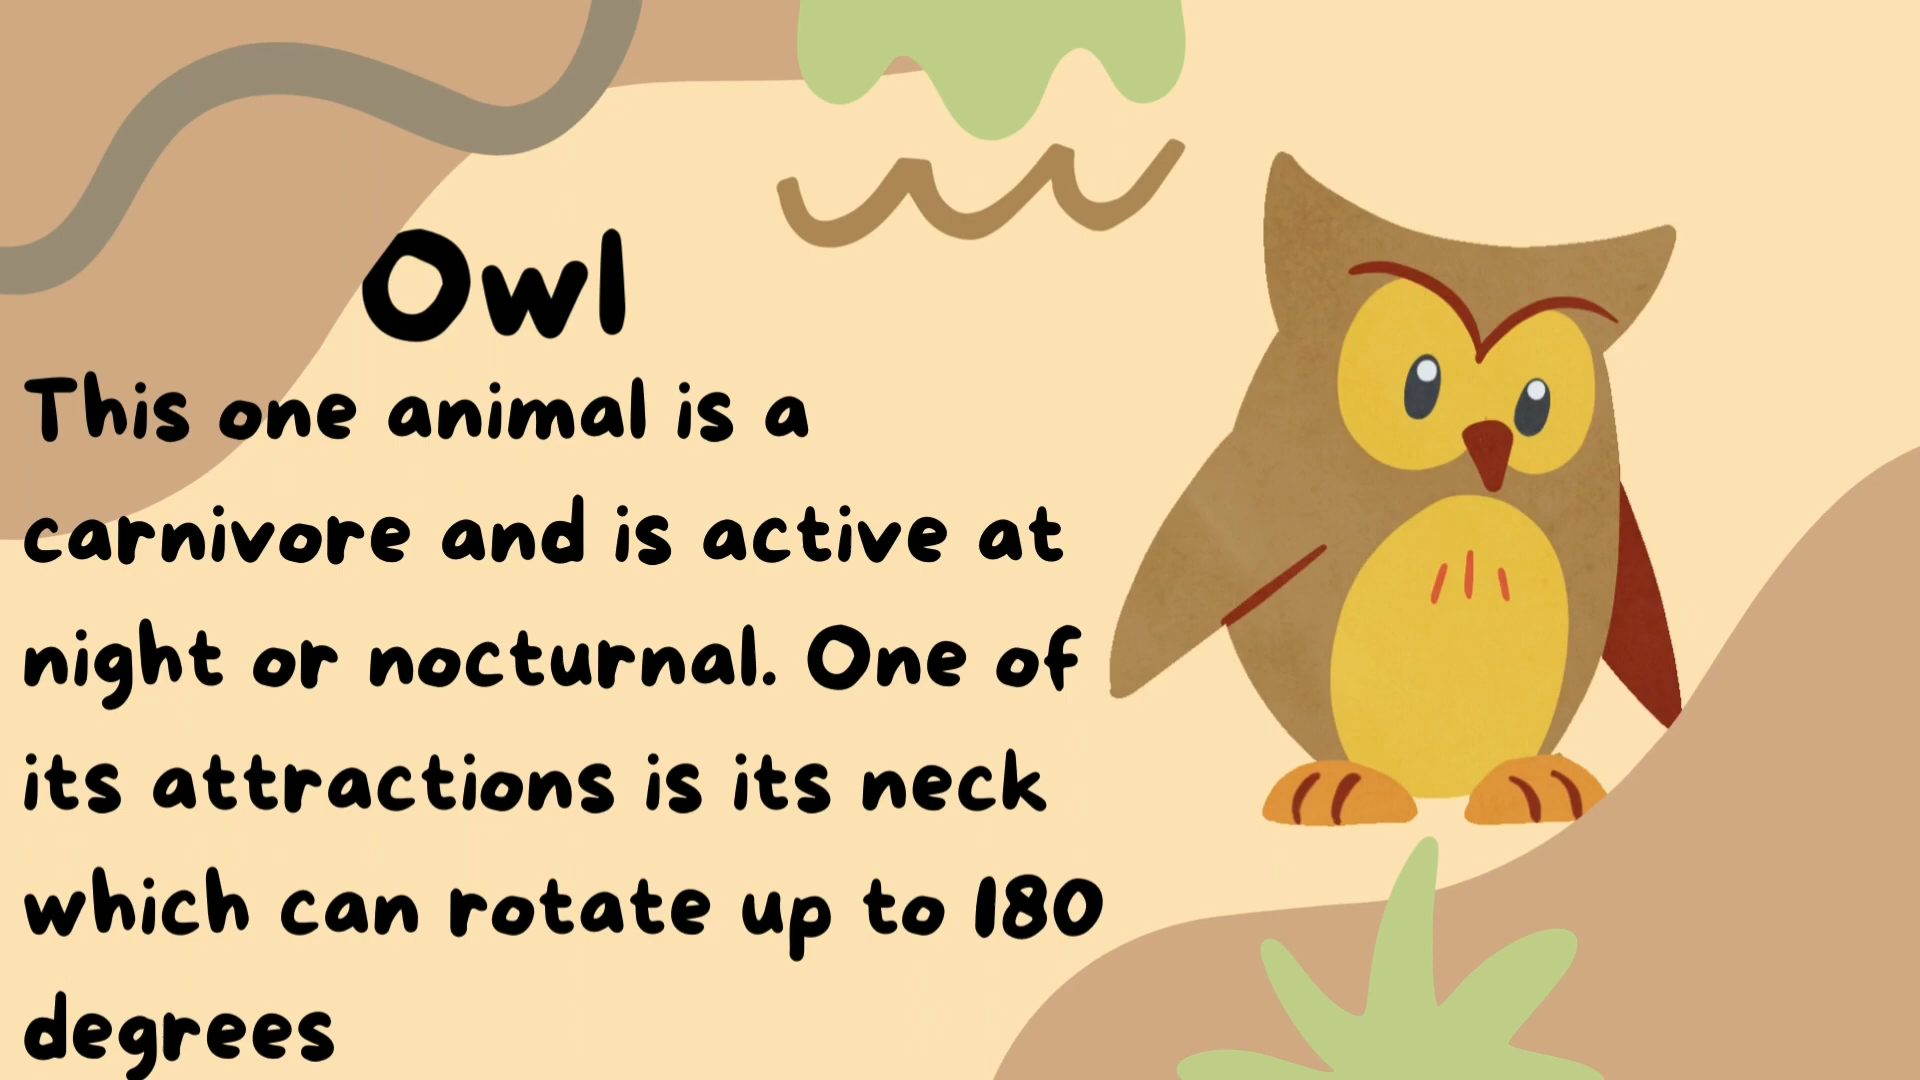 Owl
This one animal is a
carnivore and is active at
night or nocturnal. One of
its attractions is its neck
which can rotate up to 180
degrees